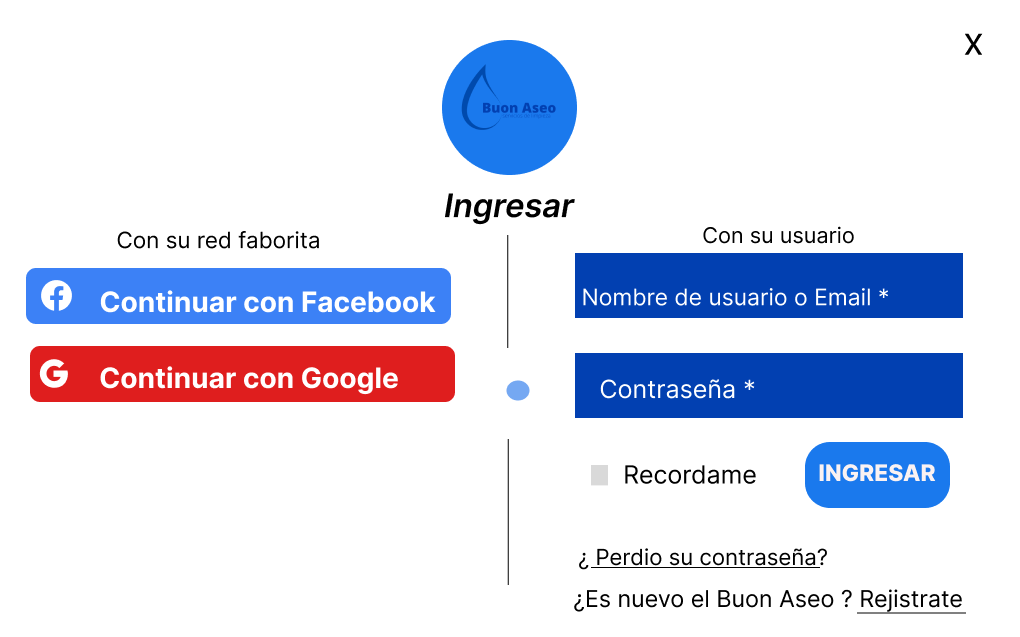 X
Buon Aseo
Ingresar
Con su red faborita
Continuar con Facebook
Continuar con Google
Con su usuario
Nombre de usuario o Email *
Contraseña *
Recordame
INGRESAR
¿ Perdio su contraseña?
¿Es nuevo el Buon Aseo ? Rejistrate